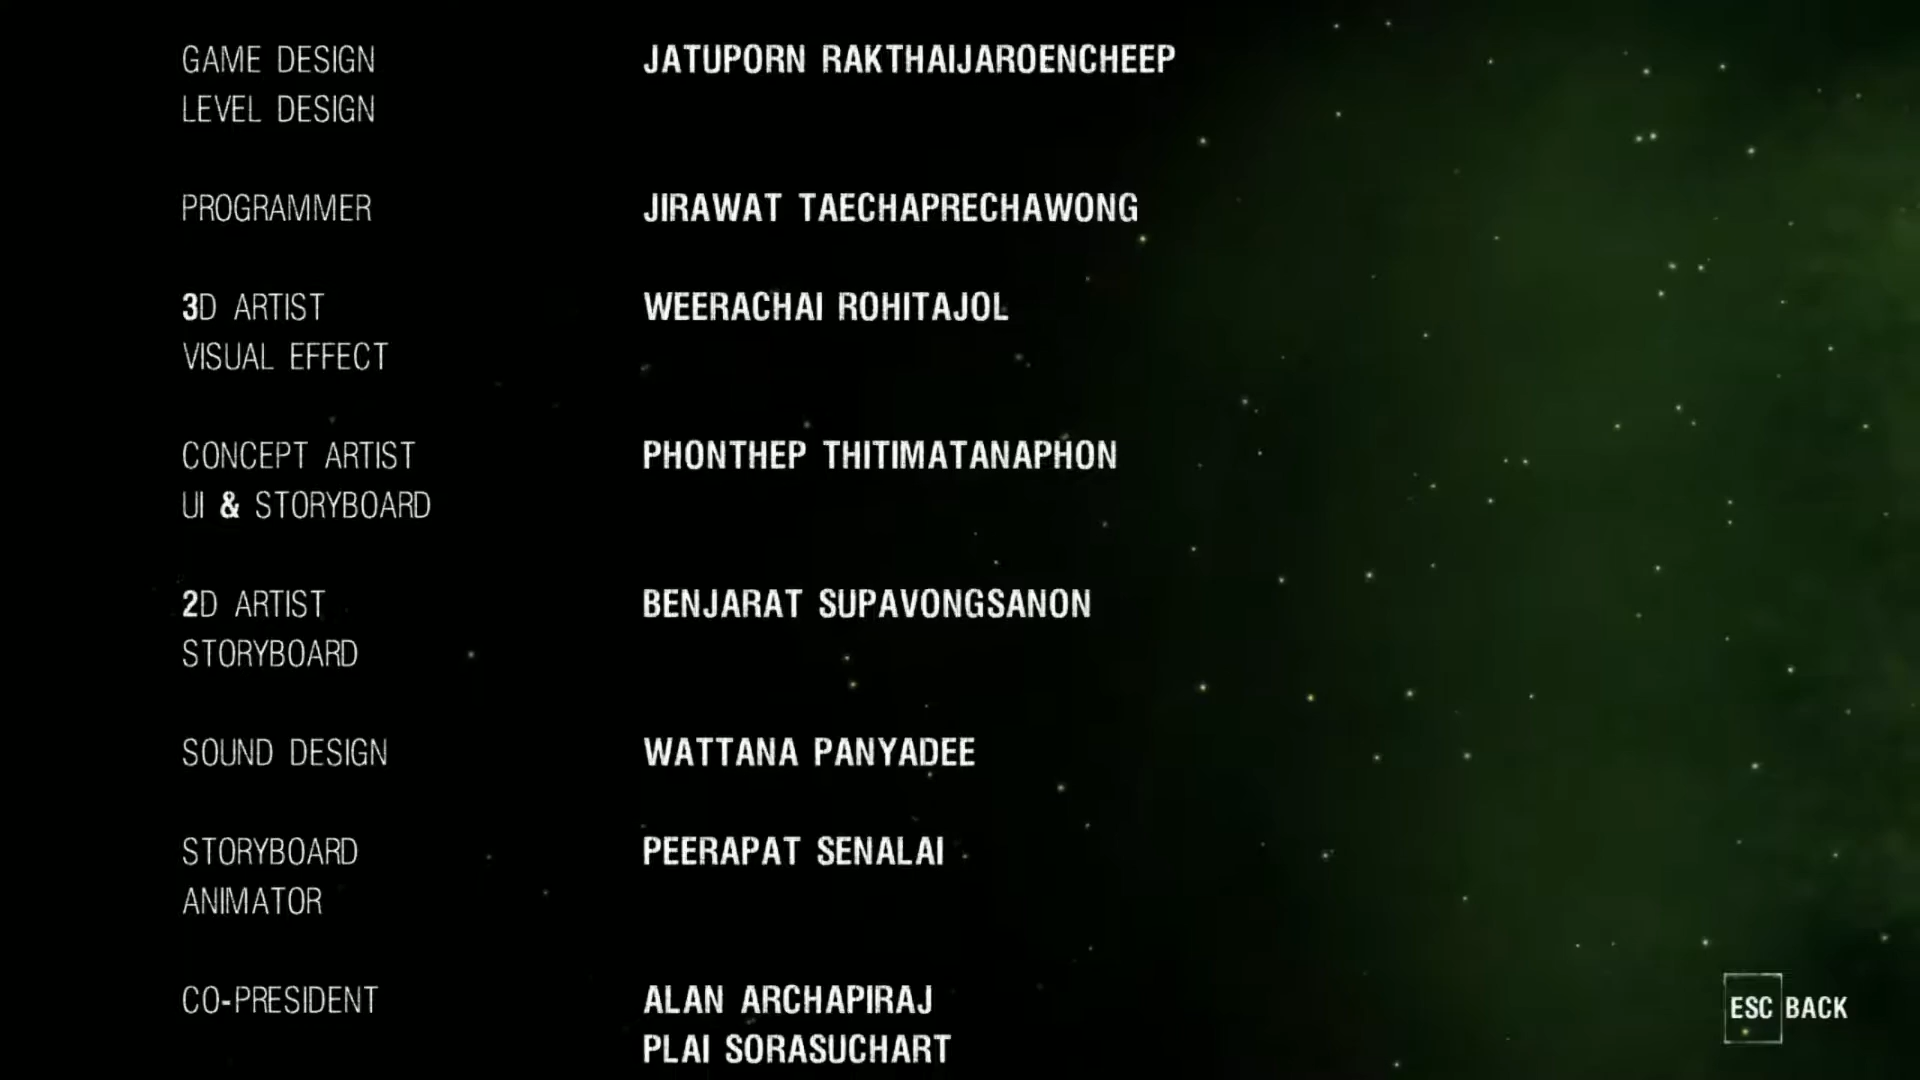 GAME DESIGN JATUPORN RAKTHAIJAROENCHEEP
LEVEL DESIGN
PROGRAMMER JIRAWAT TAECHAPRECHAWONG
3D ARTIST WEERACHAI ROHITAJOL
VISUAL EFFECT
CONCEPT ARTIST PHONTHEP THITIMATANAPHON
UI & STORYBOARD
2D ARTIST BENJARAT SUPAVONGSANON
STORYBOARD
SOUND DESIGN WATTANA PANYADEE
STORYBOARD PEERAPAT SENALAI
ANIMATOR
CO-PRESIDENT ALAN ARCHAPIRAJ
PLAI SORASUCHART
ESC BACK